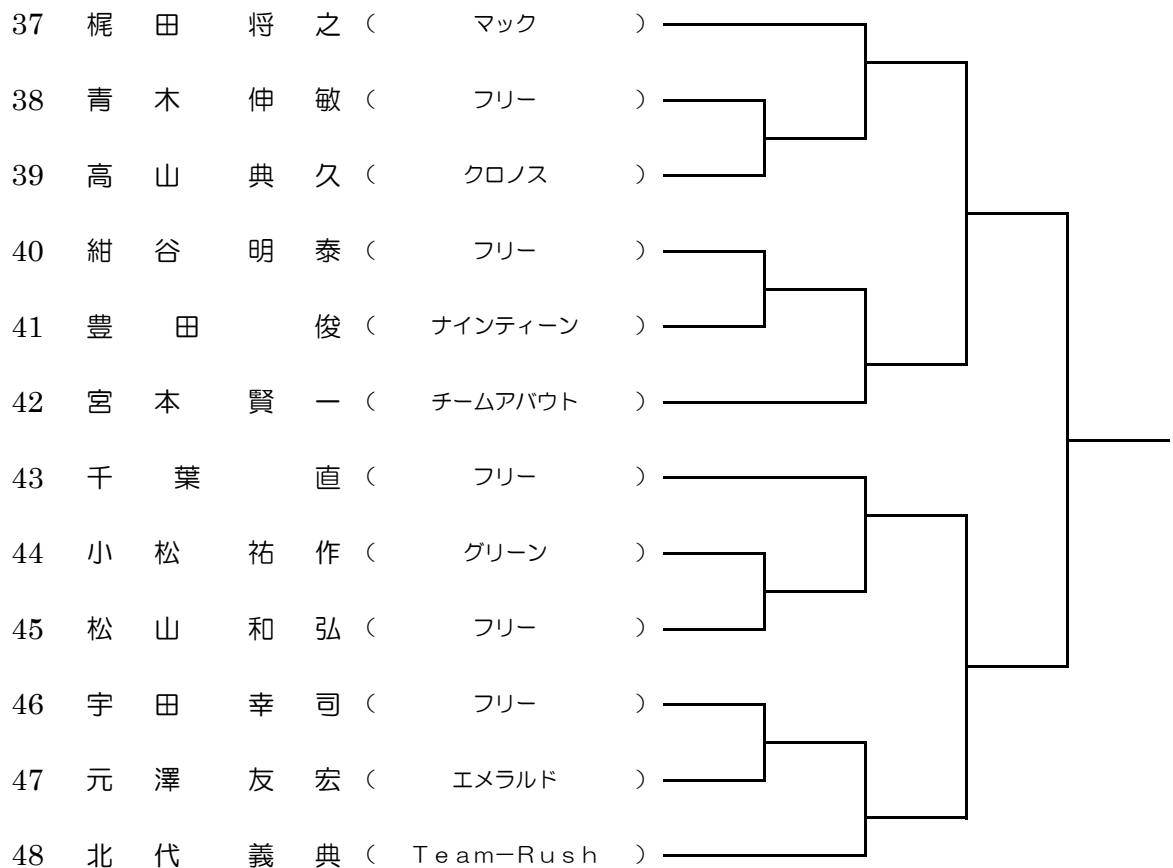 37 梶田 将之 ( マック )
38 青木 伸敏 ( フリー )
39 高山 典久 ( クロノス )
40 紺谷 明泰 ( フリー )
41 豊田 俊 ( ナインティーン )
42 宮本 賢一 ( チームアバウト )
43 千葉 直 ( フリー )
44 小松 祐作 ( グリーン )
45 松山 和弘 ( フリー )
46 宇田 幸司 ( フリー )
47 元澤 友宏 ( エメラルド )
48 北代 義典 ( Team－Rush )